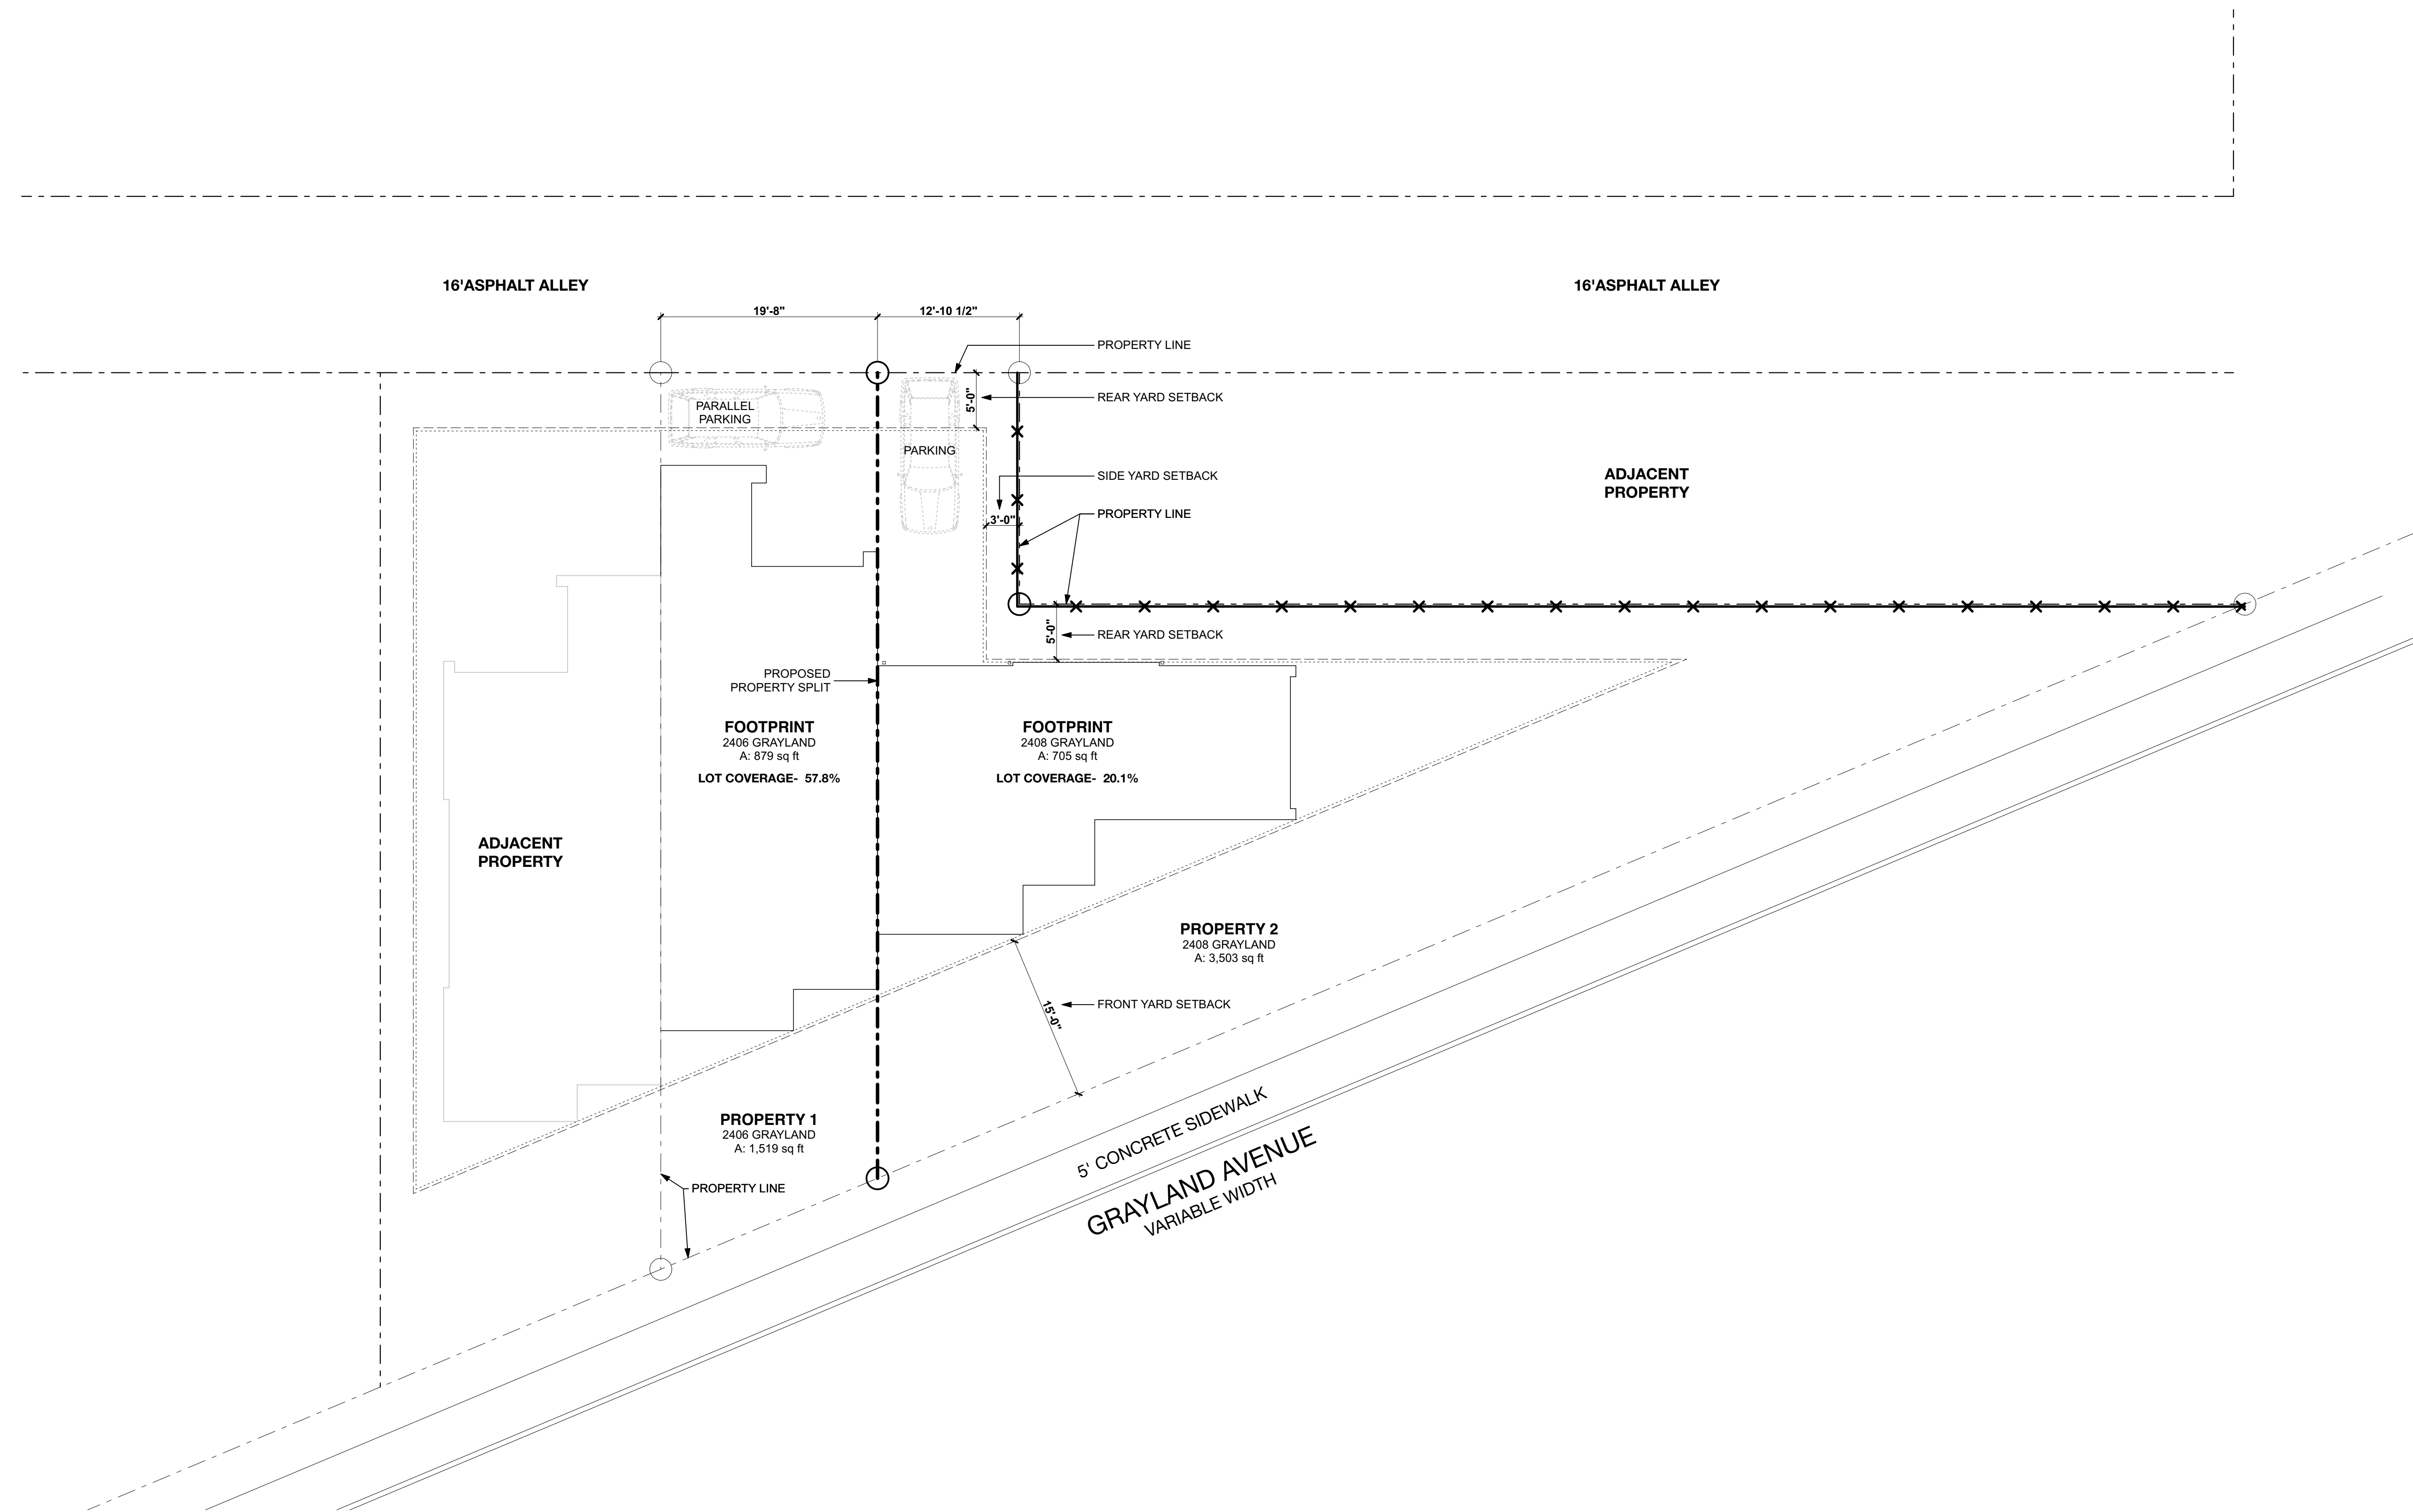 16'ASPHALT ALLEY
16'ASPHALT ALLEY
19'-8"
12'-10 1/2"
PROPERTY LINE
REAR YARD SETBACK
5'-0"
PARALLEL
PARKING
PARKING
SIDE YARD SETBACK
3'-0"
PROPERTY LINE
ADJACENT
PROPERTY
5'-0"
REAR YARD SETBACK
PROPOSED
PROPERTY SPLIT
FOOTPRINT
2406 GRAYLAND
A: 879 sq ft
LOT COVERAGE- 57.8%
FOOTPRINT
2408 GRAYLAND
A: 705 sq ft
LOT COVERAGE- 20.1%
ADJACENT
PROPERTY
PROPERTY 2
2408 GRAYLAND
A: 3,503 sq ft
15'-0"
FRONT YARD SETBACK
PROPERTY 1
2406 GRAYLAND
A: 1,519 sq ft
PROPERTY LINE
5' CONCRETE SIDEWALK
GRAYLAND AVENUE
VARIABLE WIDTH